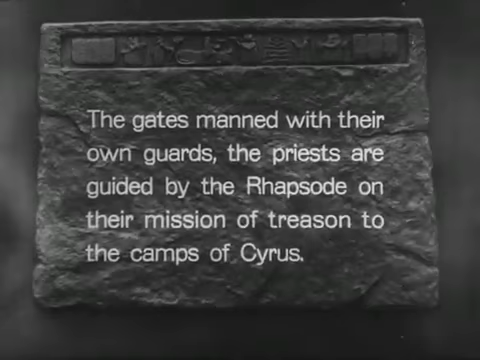 The gates manned with their
own guards, the priests are
guided by the Rhapsode on
their mission of treason to
the camps of Cyrus.